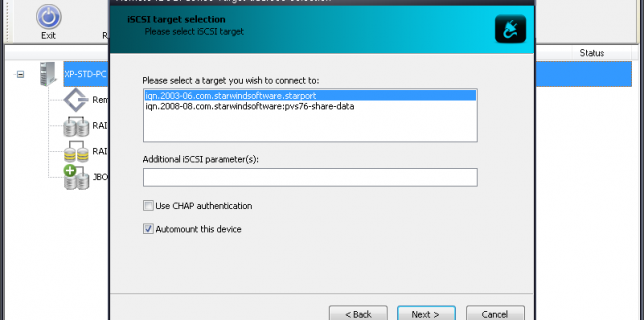 iSCSI target selection
Please select iSCSI target
Exit
Status
XP-STD-PC
Please select a target you wish to connect to:
iqn.2003-06.com.starwindsoftware.starport
iqn.2008-08.com.starwindsoftware:pvs76-share-data
Rem
RAI
RAI
JBO
Additional iSCSI parameter(s):
Use CHAP authentication
Automount this device
< Back
Next >
Cancel